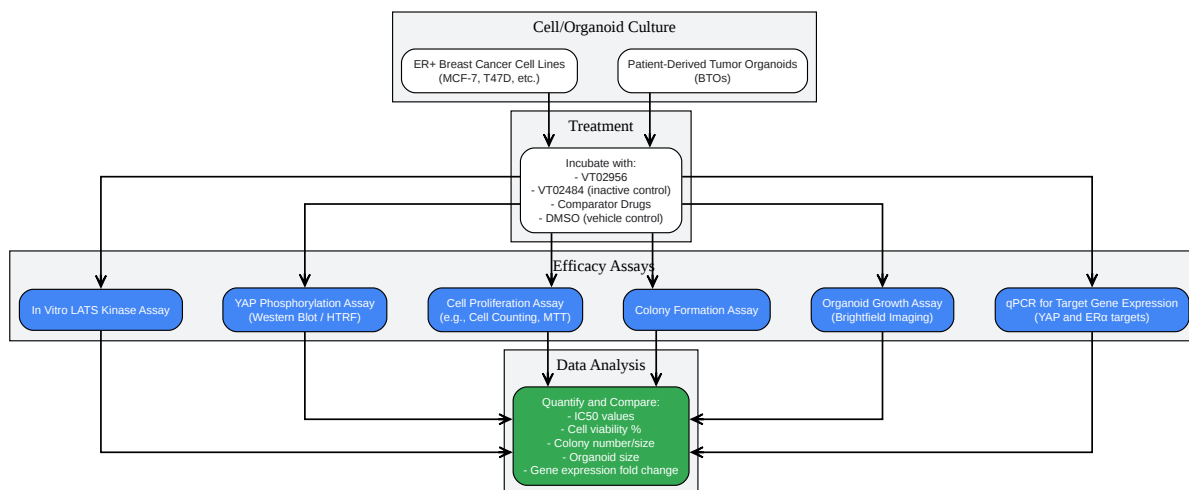 Cell/Organoid Culture
ER+ Breast Cancer Cell Lines
(MCF-7, T47D, etc.)
Patient-Derived Tumor Organoids
(BTOs)
Treatment
Incubate with:
- VT02956
- VT02484 (inactive control)
- Comparator Drugs
- DMSO (vehicle control)
Efficacy Assays
In Vitro LATS Kinase Assay
YAP Phosphorylation Assay
(Western Blot / HTRF)
Cell Proliferation Assay
(e.g., Cell Counting, MTT)
Colony Formation Assay
Organoid Growth Assay
(Brightfield Imaging)
qPCR for Target Gene Expression
(YAP and ERα targets)
Data Analysis
Quantify and Compare:
- IC50 values
- Cell viability %
- Colony number/size
- Organoid size
- Gene expression fold change